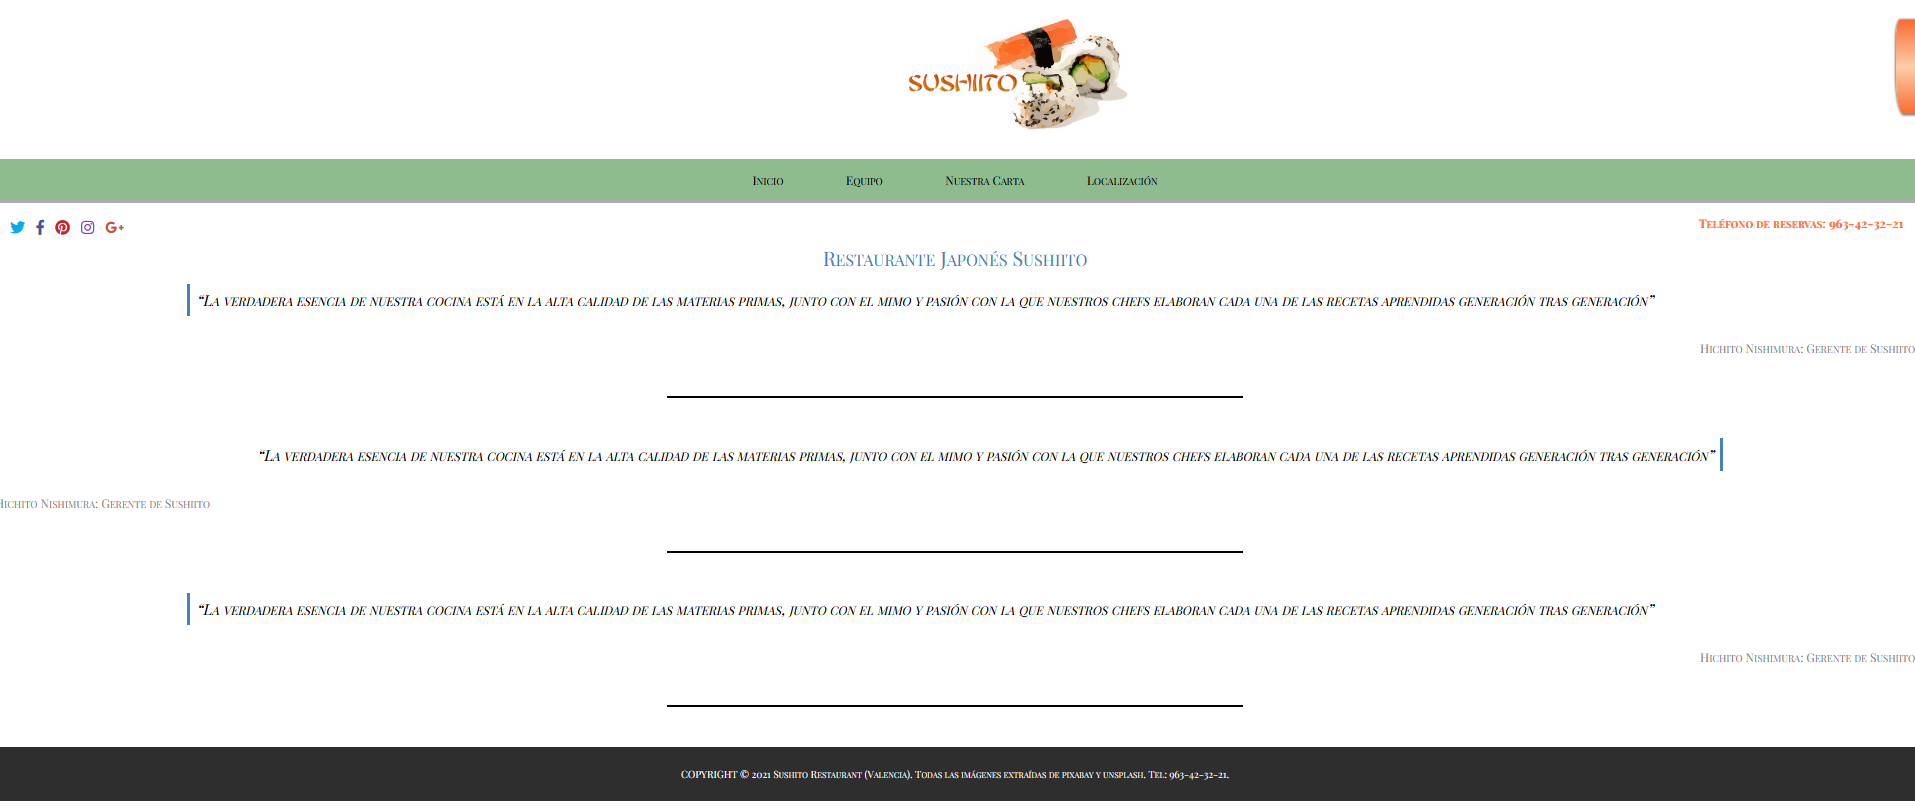 SUSHIITO
Inicio Equipo Nuestra Carta Localización
Teléfono de reservas: 963-42-32-21
Restaurante Japonés Sushiito
“La verdadera esencia de nuestra cocina está en la alta calidad de las materias primas, junto con el mimo y pasión con la que nuestros chefs elaboran cada una de las recetas aprendidas generación tras generación”
Hichito Nishimura: Gerente de Sushiito
“La verdadera esencia de nuestra cocina está en la alta calidad de las materias primas, junto con el mimo y pasión con la que nuestros chefs elaboran cada una de las recetas aprendidas generación tras generación”
Hichito Nishimura: Gerente de Sushiito
“La verdadera esencia de nuestra cocina está en la alta calidad de las materias primas, junto con el mimo y pasión con la que nuestros chefs elaboran cada una de las recetas aprendidas generación tras generación”
Hichito Nishimura: Gerente de Sushiito
COPYRIGHT © 2021 Sushito Restaurant (Valencia). Todas las imágenes extraídas de pixabay y unsplash. Tel: 963-42-32-21.